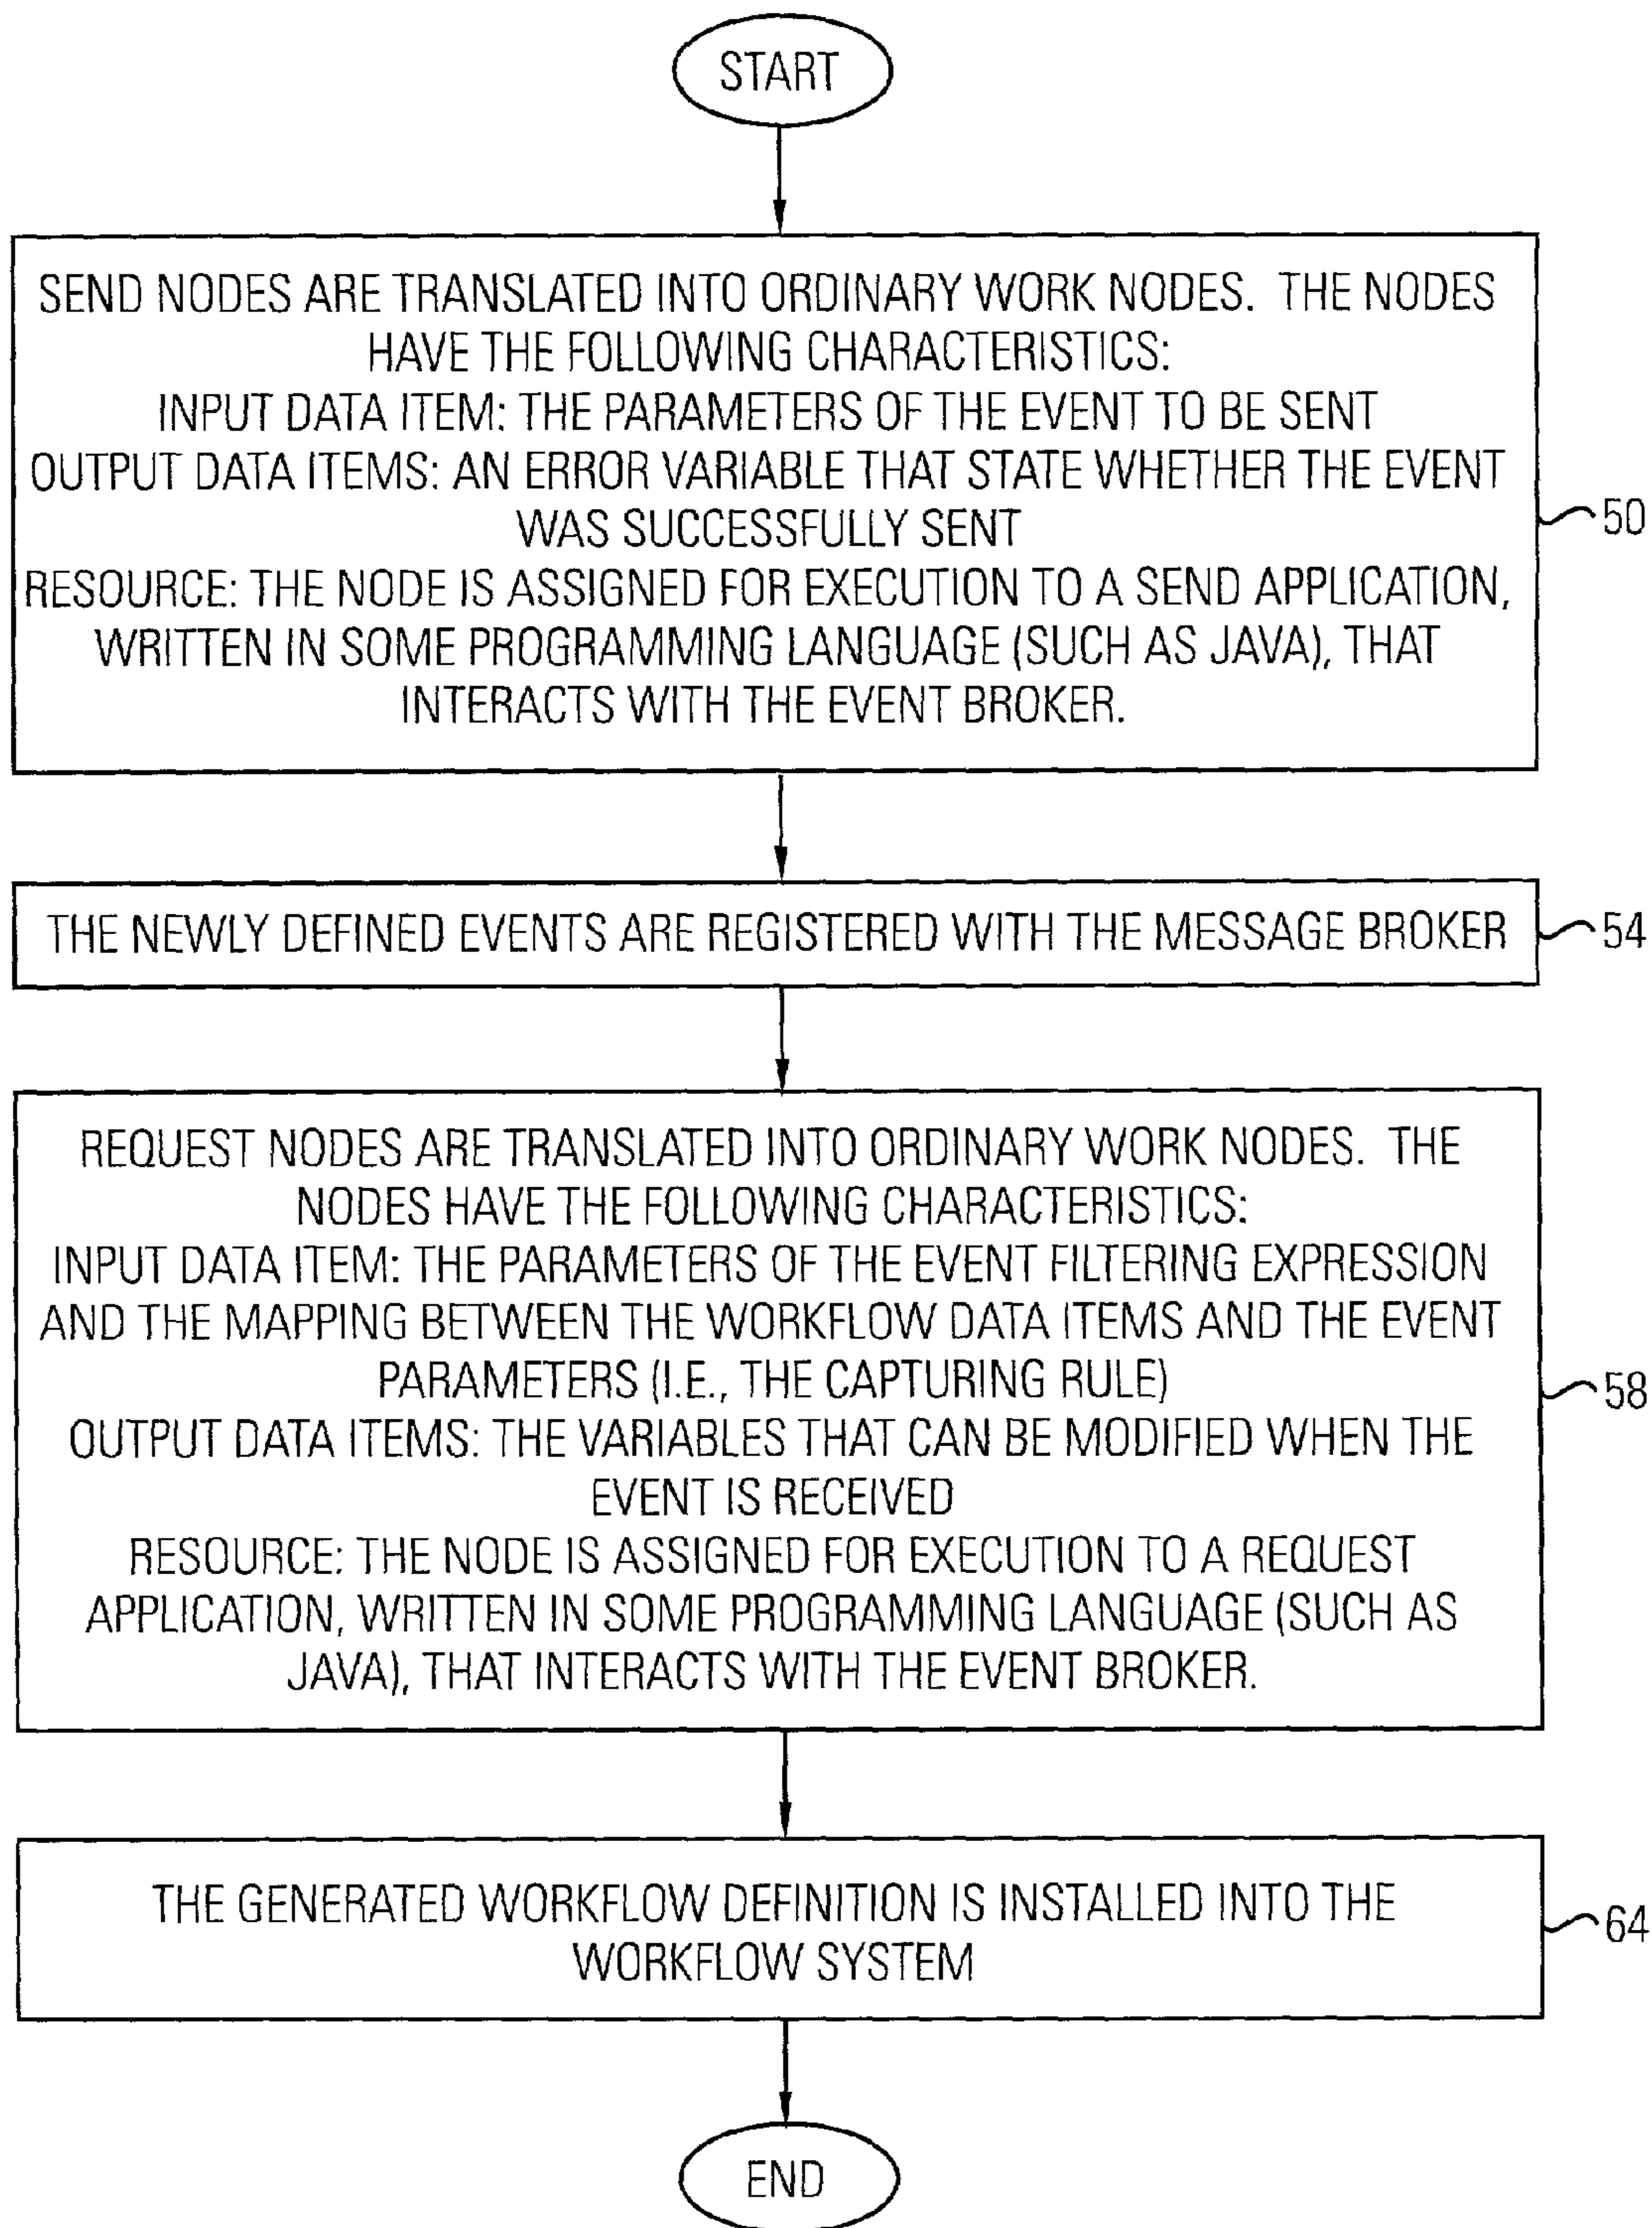 START
SEND NODES ARE TRANSLATED INTO ORDINARY WORK NODES. THE NODES
HAVE THE FOLLOWING CHARACTERISTICS:
INPUT DATA ITEM: THE PARAMETERS OF THE EVENT TO BE SENT
OUTPUT DATA ITEMS: AN ERROR VARIABLE THAT STATE WHETHER THE EVENT
WAS SUCCESSFULLY SENT
RESOURCE: THE NODE IS ASSIGNED FOR EXECUTION TO A SEND APPLICATION,
WRITTEN IN SOME PROGRAMMING LANGUAGE (SUCH AS JAVA), THAT
INTERACTS WITH THE EVENT BROKER.
50
THE NEWLY DEFINED EVENTS ARE REGISTERED WITH THE MESSAGE BROKER
54
REQUEST NODES ARE TRANSLATED INTO ORDINARY WORK NODES. THE
NODES HAVE THE FOLLOWING CHARACTERISTICS:
INPUT DATA ITEM: THE PARAMETERS OF THE EVENT FILTERING EXPRESSION
AND THE MAPPING BETWEEN THE WORKFLOW DATA ITEMS AND THE EVENT
PARAMETERS (I.E., THE CAPTURING RULE)
OUTPUT DATA ITEMS: THE VARIABLES THAT CAN BE MODIFIED WHEN THE
EVENT IS RECEIVED
RESOURCE: THE NODE IS ASSIGNED FOR EXECUTION TO A REQUEST
APPLICATION, WRITTEN IN SOME PROGRAMMING LANGUAGE (SUCH AS
JAVA), THAT INTERACTS WITH THE EVENT BROKER.
58
THE GENERATED WORKFLOW DEFINITION IS INSTALLED INTO THE
WORKFLOW SYSTEM
64
END